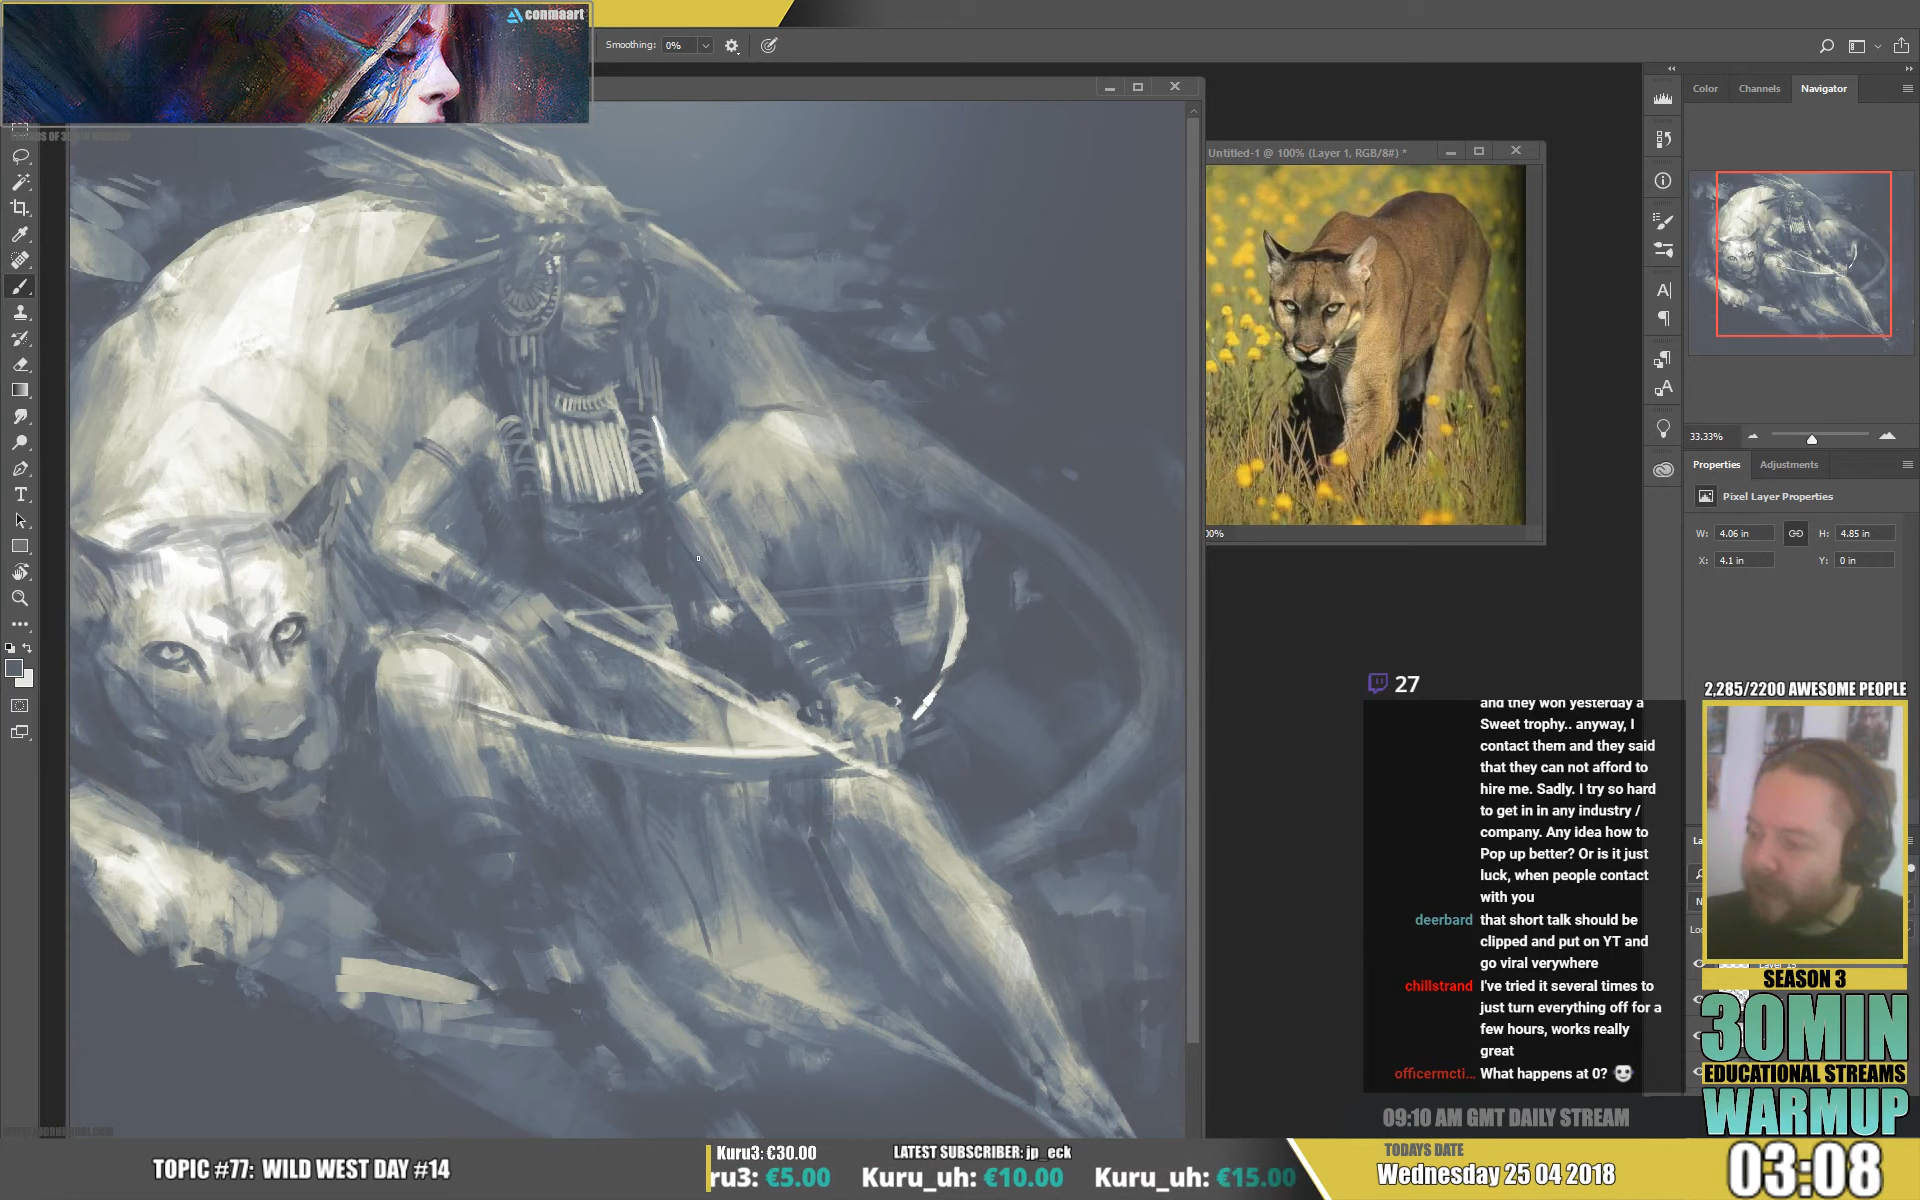 conmaart
Smoothing: 0%
Untitled-1 @ 100% (Layer 1, RGB/8#) *
Color Channels Navigator
33.33%
Properties Adjustments
Pixel Layer Properties
W: 4.06 in H: 4.85 in
X: 4.1 in Y: 0 in
27
2,285/2200 AWESOME PEOPLE
and they won yesterday a
Sweet trophy.. anyway, I
contact them and they said
that they can not afford to
hire me. Sadly. I try so hard
to get in in any industry /
company. Any idea how to
Pop up better? Or is it just
luck, when people contact
with you
deerbard that short talk should be
clipped and put on YT and
go viral verywhere
chillstrand I've tried it several times to
just turn everything off for a
few hours, works really
great
officermcti... What happens at 0?
SEASON 3
30MIN
EDUCATIONAL STREAMS
WARMUP
09:10 AM GMT DAILY STREAM
TOPIC #77: WILD WEST DAY #14
Kuru3: €30.00
LATEST SUBSCRIBER: jp_eck
ru3: €5.00 Kuru_uh: €10.00 Kuru_uh: €15.00
TODAYS DATE
Wednesday 25 04 2018
03:08